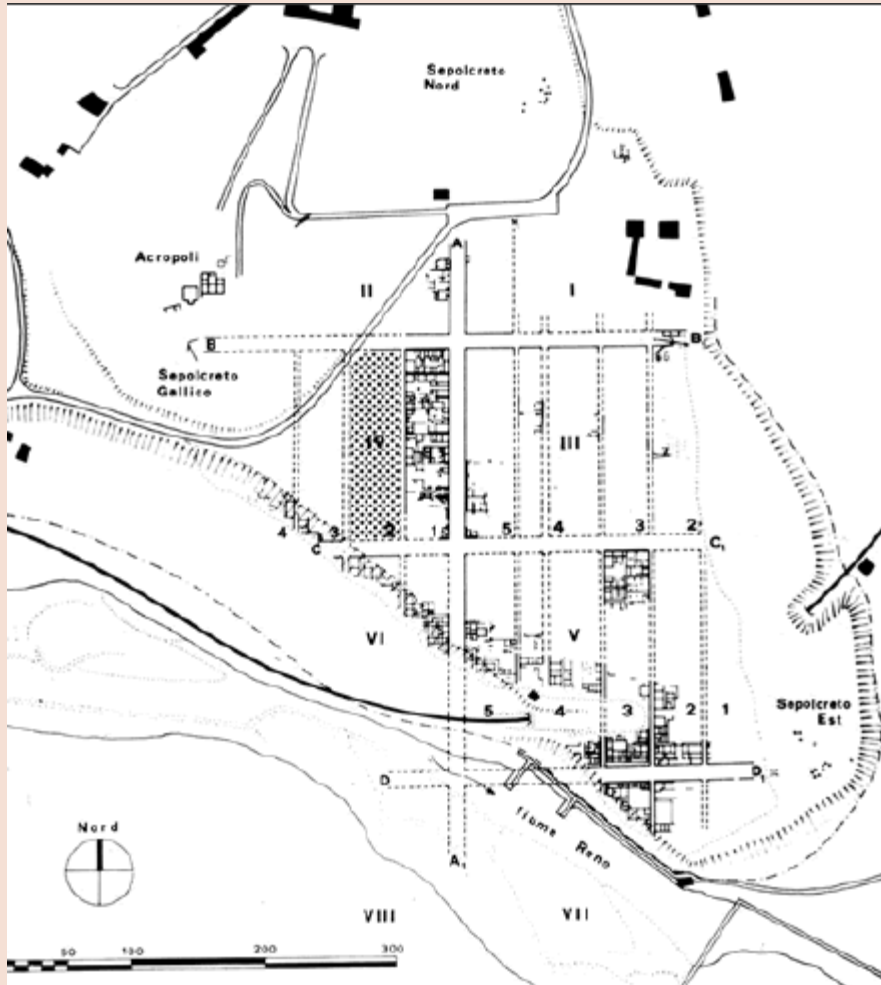 Sepolcreto
Nord
A
Acropoli
II
I
B
B
Sepolcreto
Gallico
IV
III
4
3
2
1
5
4
3
2
C
C1
VI
V
5
4
3
2
1
Sepolcreto
Est
D
D1
fiume Reno
Nord
A1
VIII
VII
50
100
200
300